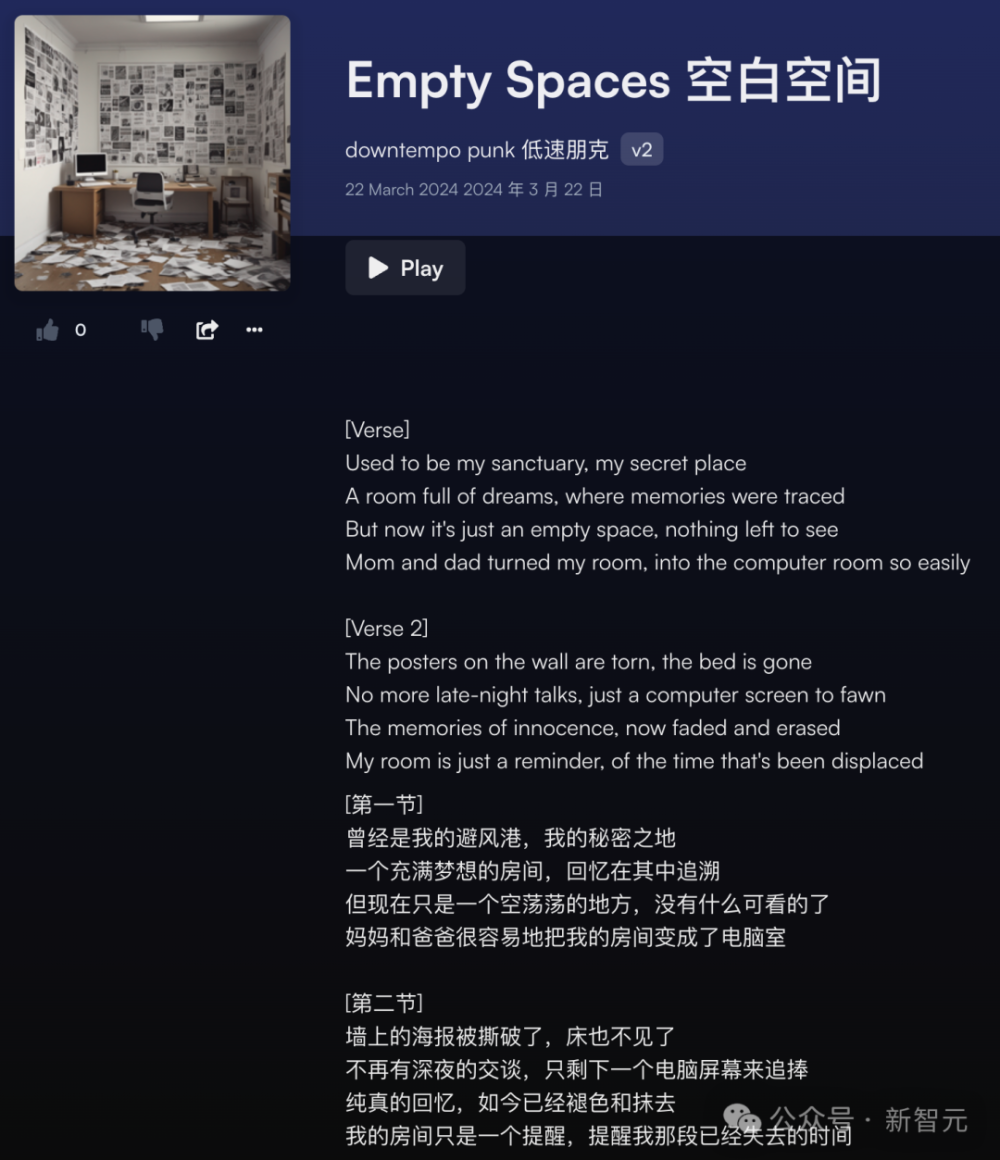 Empty Spaces 空白空间
downtempo punk 低速朋克 v2
22 March 2024 2024 年 3 月 22 日
Play
0
[Verse]
Used to be my sanctuary, my secret place
A room full of dreams, where memories were traced
But now it's just an empty space, nothing left to see
Mom and dad turned my room, into the computer room so easily
[Verse 2]
The posters on the wall are torn, the bed is gone
No more late-night talks, just a computer screen to fawn
The memories of innocence, now faded and erased
My room is just a reminder, of the time that's been displaced
[第一节]
曾经是我的避风港，我的秘密之地
一个充满梦想的房间，回忆在其中追溯
但现在只是一个空荡荡的地方，没有什么可看的了
妈妈和爸爸很容易地把我的房间变成了电脑室
[第二节]
墙上的海报被撕破了，床也不见了
不再有深夜的交谈，只剩下一个电脑屏幕来追捧
纯真的回忆，如今已经褪色和抹去
我的房间只是一个提醒，提醒我那段已经失去的时间
公众号 · 新智元